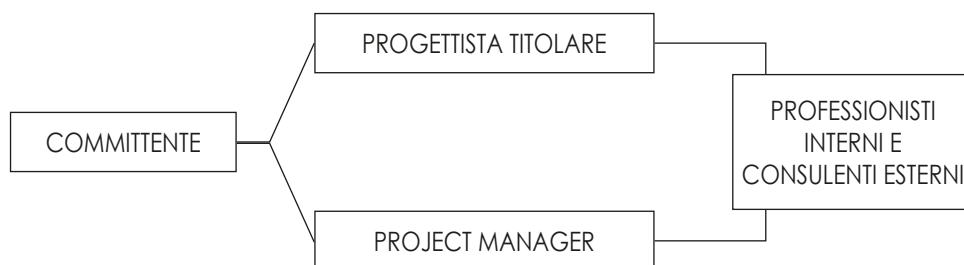 PROGETTISTA TITOLARE
COMMITTENTE
PROFESSIONISTI
INTERNI E
CONSULENTI ESTERNI
PROJECT MANAGER